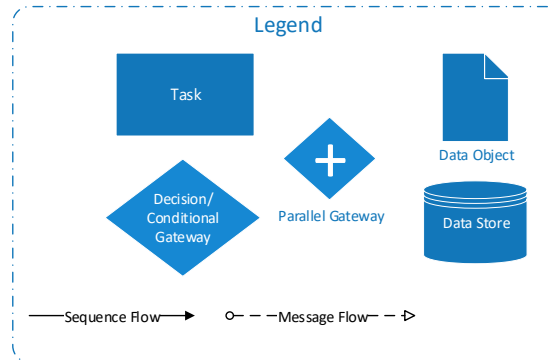 Legend
Task
Data Object
Decision/
Conditional
Gateway
Parallel Gateway
Data Store
Sequence Flow
Message Flow